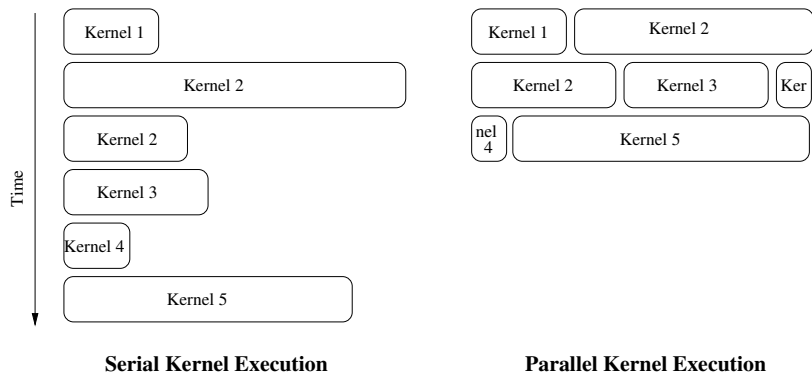 Kernel 1
Kernel 2
Kernel 2
Kernel 3
Kernel 4
Kernel 5
Time
Serial Kernel Execution
Kernel 1
Kernel 2
Kernel 2
Kernel 3
Ker
nel
4
Kernel 5
Parallel Kernel Execution